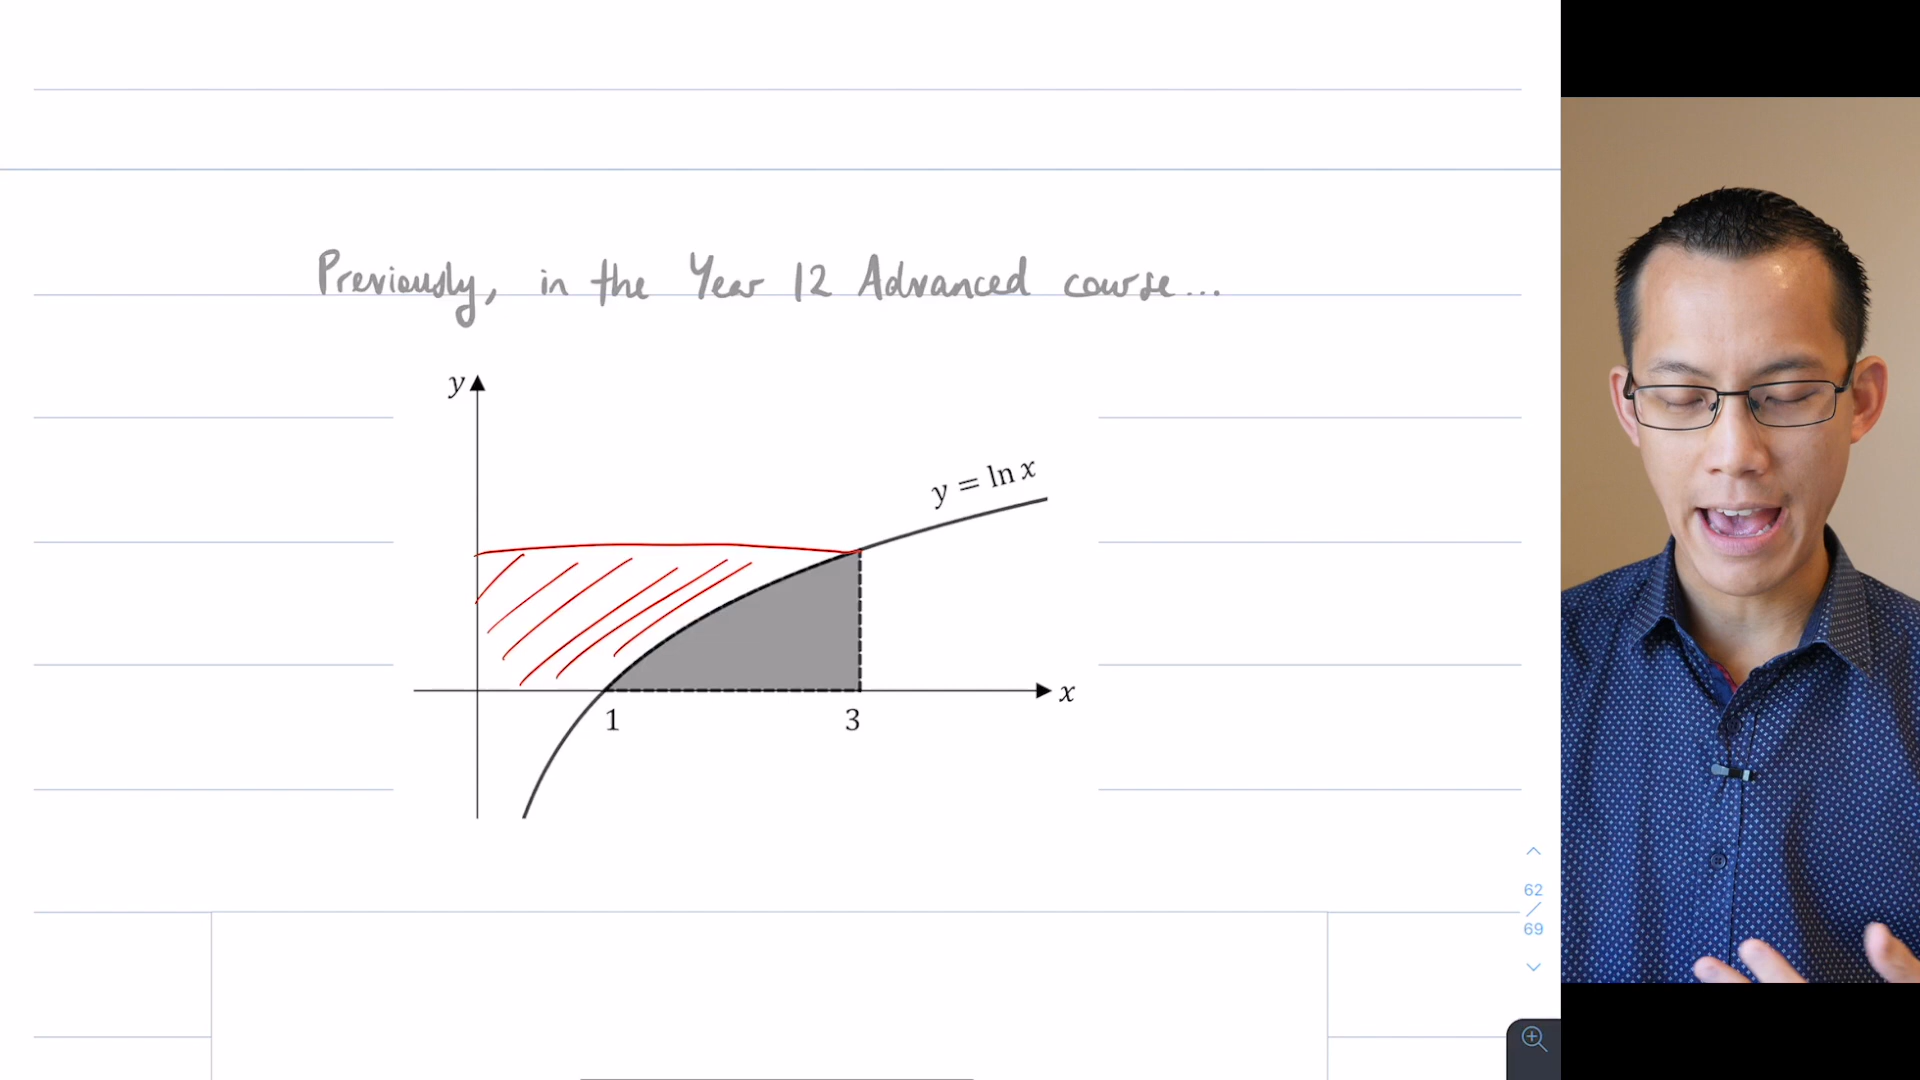 Previously, in the Year 12 Advanced course...
y
y = ln x
x
1
3
62
/
69